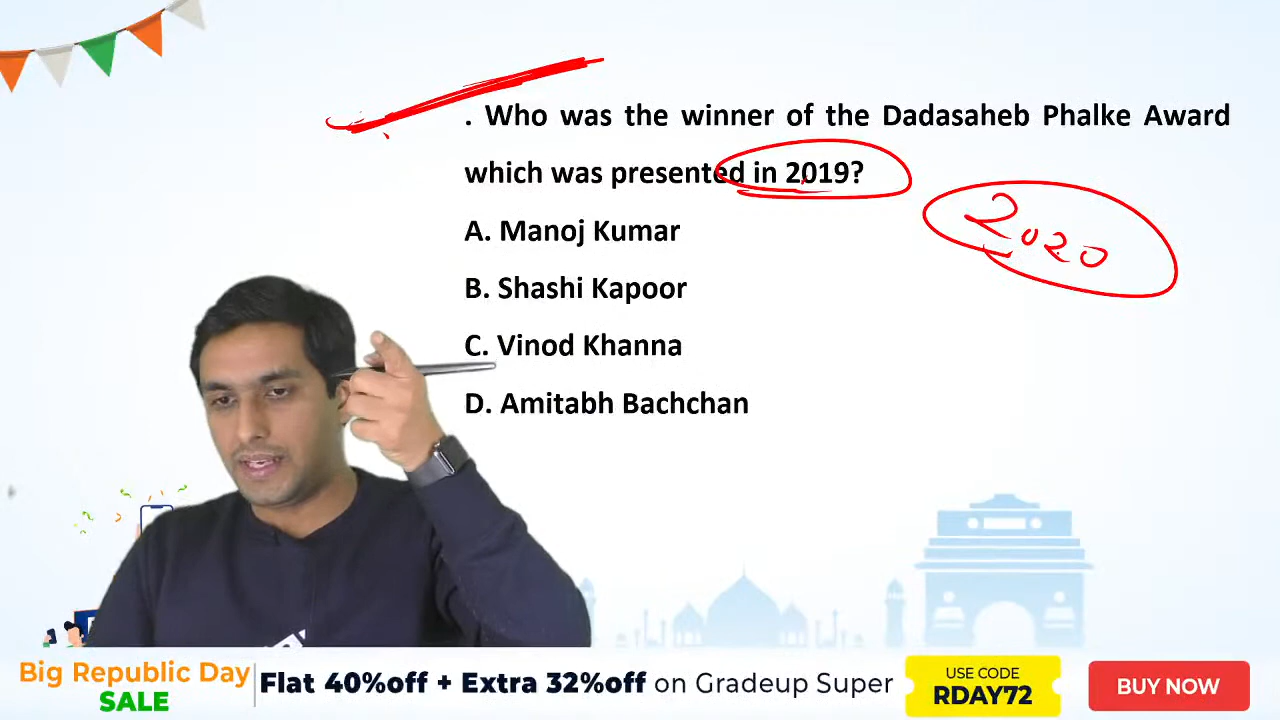 . Who was the winner of the Dadasaheb Phalke Award
which was presented in 2019?
2020
A. Manoj Kumar
B. Shashi Kapoor
C. Vinod Khanna
D. Amitabh Bachchan
Big Republic Day
SALE
Flat 40%off + Extra 32%off on Gradeup Super
USE CODE
RDAY72
BUY NOW